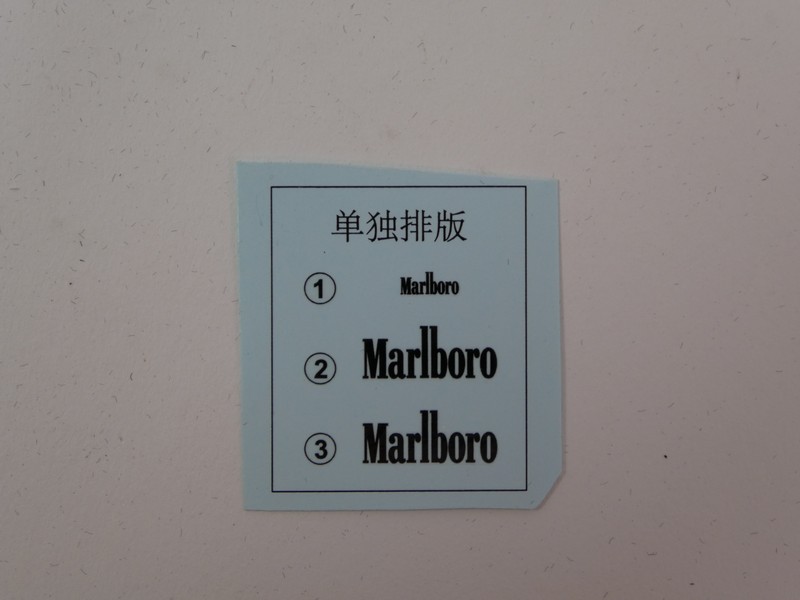 单独排版
① Marlboro
② Marlboro
③ Marlboro